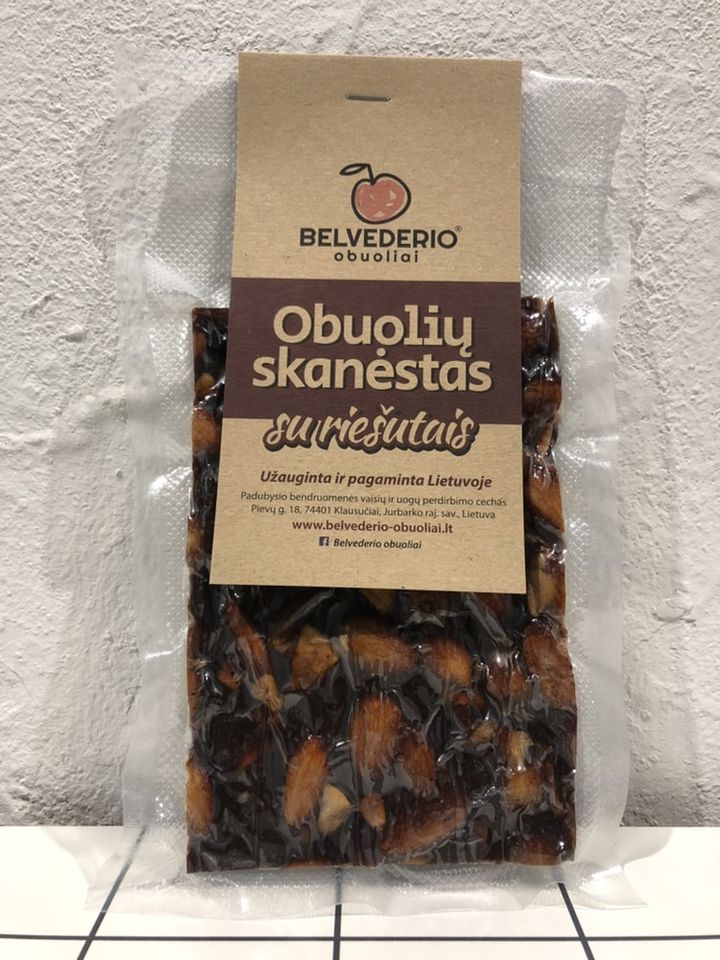 BELVEDERIO®
obuoliai
Obuolių
skanėstas
su riešutais
Užauginta ir pagaminta Lietuvoje
Padubysio bendruomenės vaisių ir uogų perdirbimo cechas
Pievų g. 18, 74401 Klausučiai, Jurbarko raj. sav., Lietuva
www.belvederio-obuoliai.lt
Belvederio obuoliai